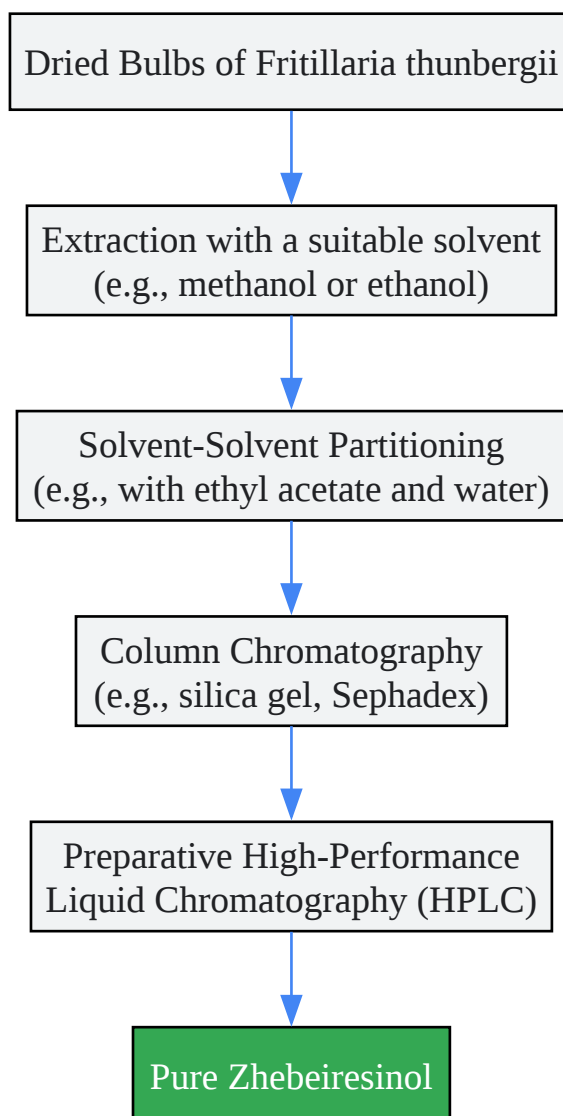 Dried Bulbs of Fritillaria thunbergii
Extraction with a suitable solvent
(e.g., methanol or ethanol)
Solvent-Solvent Partitioning
(e.g., with ethyl acetate and water)
Column Chromatography
(e.g., silica gel, Sephadex)
Preparative High-Performance
Liquid Chromatography (HPLC)
Pure Zhebeiresinol